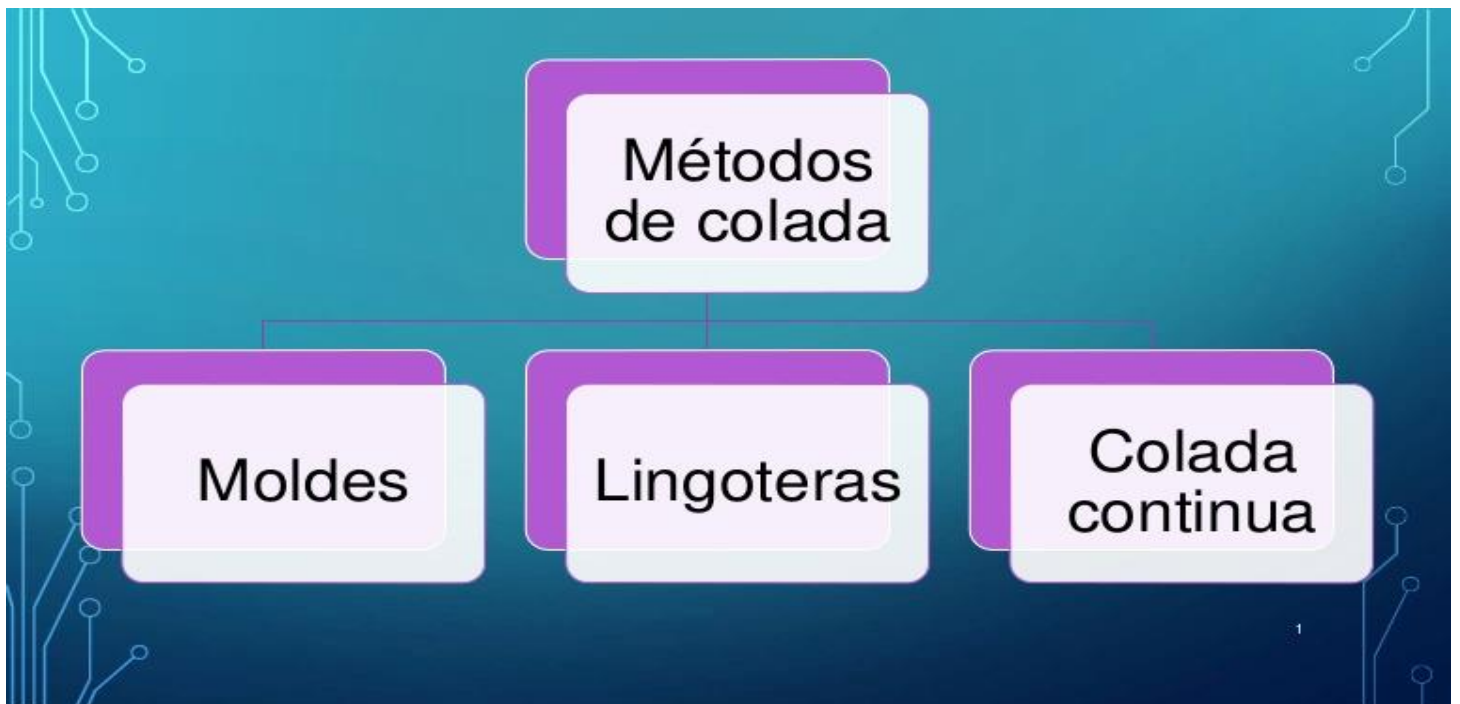 Métodos
de colada
Moldes
Lingoteras
Colada
continua
1